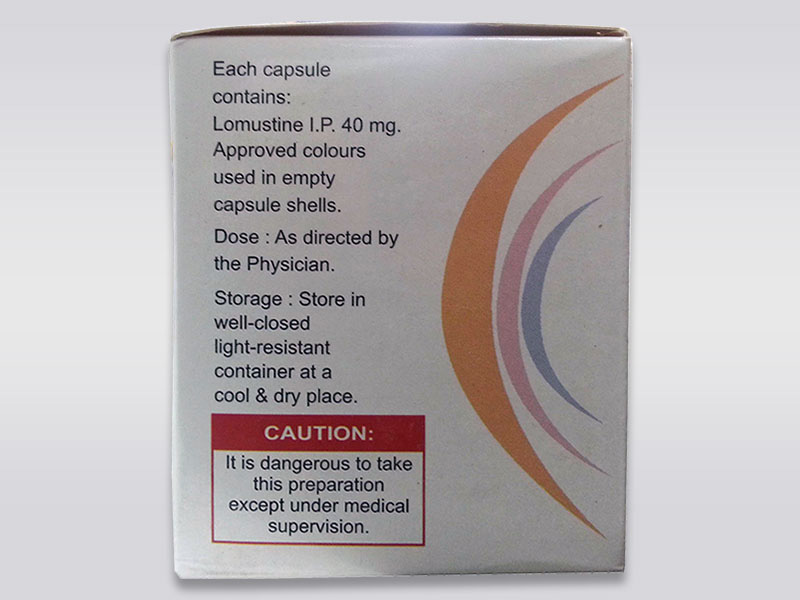 Each capsule
contains:
Lomustine I.P. 40 mg.
Approved colours
used in empty
capsule shells.
Dose : As directed by
the Physician.
Storage : Store in
well-closed
light-resistant
container at a
cool & dry place.
CAUTION:
It is dangerous to take
this preparation
except under medical
supervision.